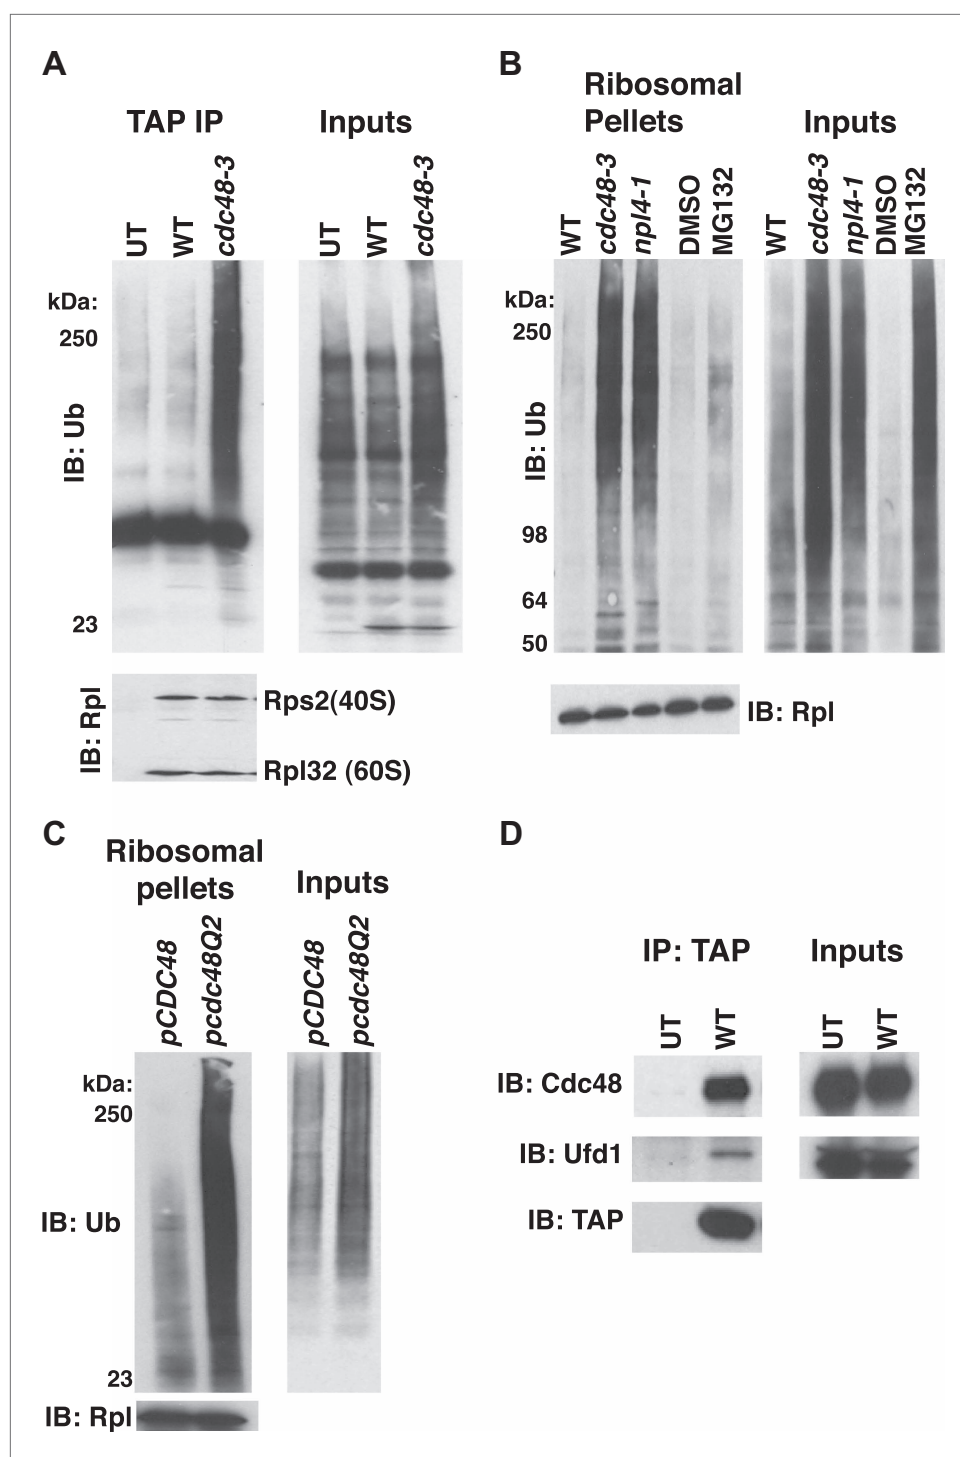 A
TAP IP
Inputs
UT
WT
cdc48-3
UT
WT
cdc48-3
kDa:
250
IB: Ub
23
IB: Rpl
Rps2(40S)
Rpl32 (60S)
B
Ribosomal
Pellets
Inputs
WT
cdc48-3
npl4-1
DMSO
MG132
WT
cdc48-3
npl4-1
DMSO
MG132
kDa:
250
IB: Ub
98
64
50
IB: Rpl
C
Ribosomal
pellets
Inputs
pCDC48
pcdc48Q2
pCDC48
pcdc48Q2
kDa:
250
IB: Ub
23
IB: Rpl
D
IP: TAP
Inputs
UT
WT
UT
WT
IB: Cdc48
IB: Ufd1
IB: TAP